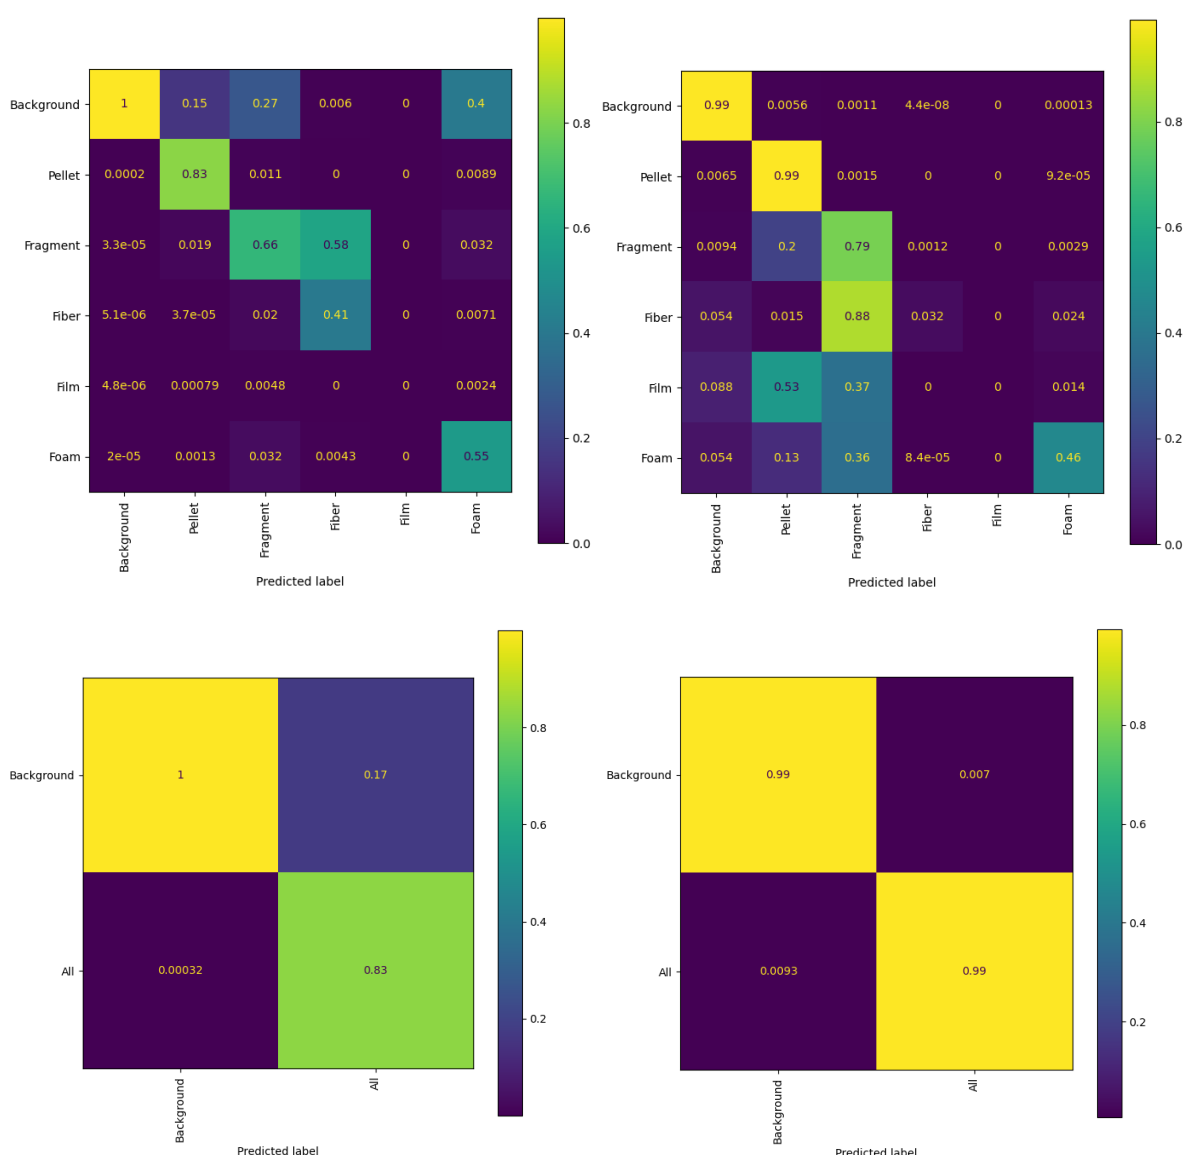 Background 1 0.15 0.27 0.006 0 0.4
0.8
Pellet 0.0002 0.83 0.011 0 0 0.0089
0.6
Fragment 3.3e-05 0.019 0.66 0.58 0 0.032
Fiber 5.1e-06 3.7e-05 0.02 0.41 0 0.0071
0.4
Film 4.8e-06 0.00079 0.0048 0 0 0.0024
0.2
Foam 2e-05 0.0013 0.032 0.0043 0 0.55
0.0
Background Pellet Fragment Fiber Film Foam
Predicted label
Background 0.99 0.0056 0.0011 4.4e-08 0 0.00013
0.8
Pellet 0.0065 0.99 0.0015 0 0 9.2e-05
0.6
Fragment 0.0094 0.2 0.79 0.0012 0 0.0029
Fiber 0.054 0.015 0.88 0.032 0 0.024
0.4
Film 0.088 0.53 0.37 0 0 0.014
0.2
Foam 0.054 0.13 0.36 8.4e-05 0 0.46
0.0
Background Pellet Fragment Fiber Film Foam
Predicted label
0.8
Background 1 0.17
0.6
0.4
All 0.00032 0.83
0.2
Background All
Predicted label
0.8
Background 0.99 0.007
0.6
0.4
All 0.0093 0.99
0.2
Background All
Predicted label